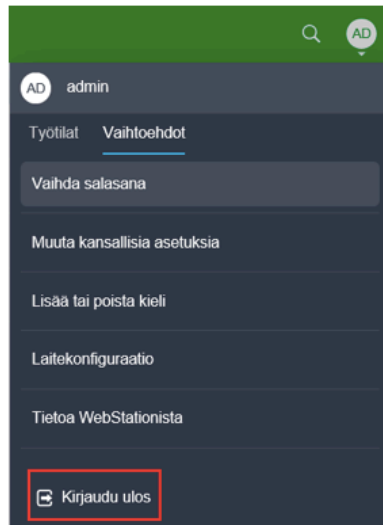 AD
AD admin
Työtilat Vaihtoehdot
Vaihda salasana
Muuta kansallisia asetuksia
Lisää tai poista kieli
Laitekonfiguraatio
Tietoa WebStationista
Kirjaudu ulos